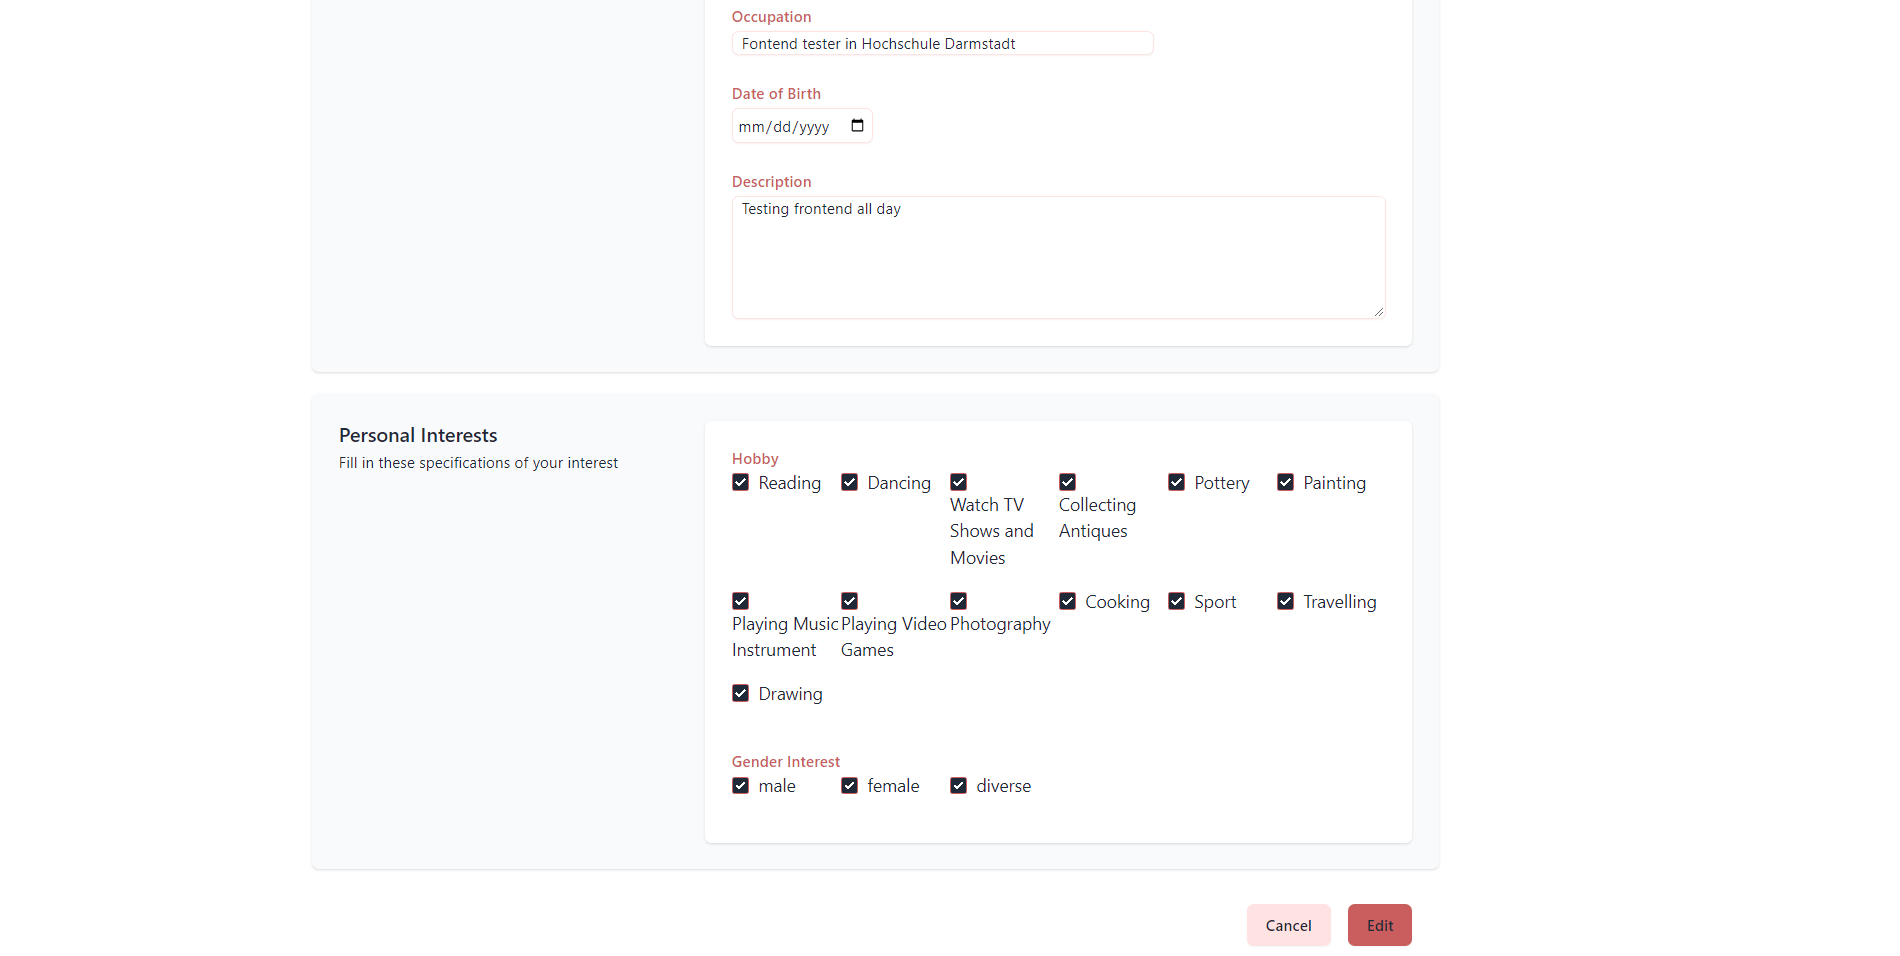 Occupation
Fontend tester in Hochschule Darmstadt
Date of Birth
mm/dd/yyyy
Description
Testing frontend all day
Personal Interests
Fill in these specifications of your interest
Hobby
Reading
Dancing
Watch TV
Shows and
Movies
Collecting
Antiques
Pottery
Painting
Playing Music
Instrument
Playing Video
Games
Photography
Cooking
Sport
Travelling
Drawing
Gender Interest
male
female
diverse
Cancel
Edit